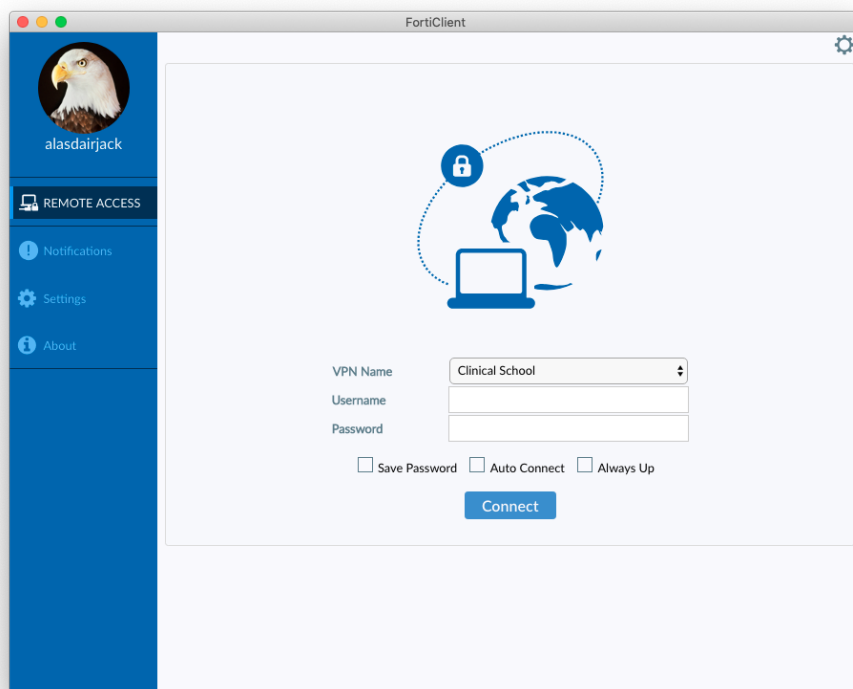 FortiClient
alasdairjack
REMOTE ACCESS
Notifications
Settings
About
VPN Name
Clinical School
Username
Password
Save Password Auto Connect Always Up
Connect